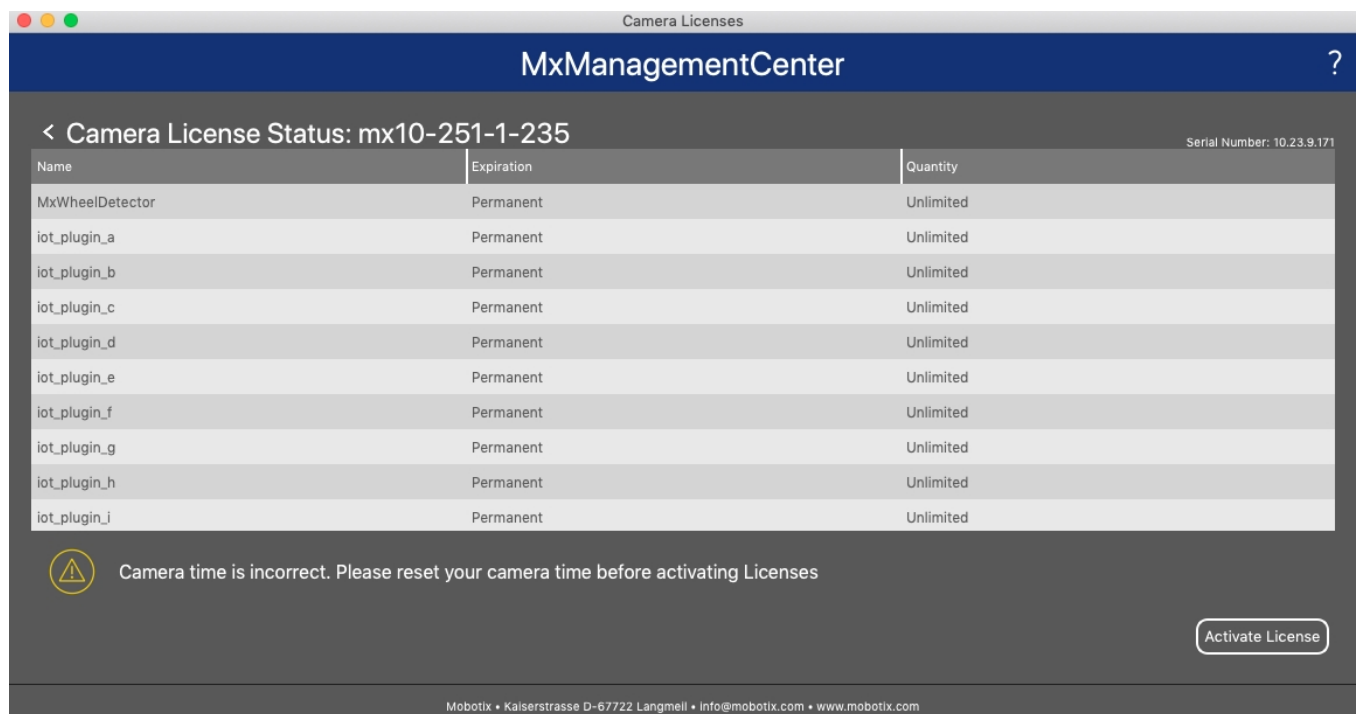 Camera Licenses
MxManagementCenter
?
< Camera License Status: mx10-251-1-235
Serial Number: 10.23.9.171
Name Expiration Quantity
MxWheelDetector Permanent Unlimited
iot_plugin_a Permanent Unlimited
iot_plugin_b Permanent Unlimited
iot_plugin_c Permanent Unlimited
iot_plugin_d Permanent Unlimited
iot_plugin_e Permanent Unlimited
iot_plugin_f Permanent Unlimited
iot_plugin_g Permanent Unlimited
iot_plugin_h Permanent Unlimited
iot_plugin_i Permanent Unlimited
Camera time is incorrect. Please reset your camera time before activating Licenses
Activate License
Mobotix • Kaiserstrasse D-67722 Langmeil • info@mobotix.com • www.mobotix.com